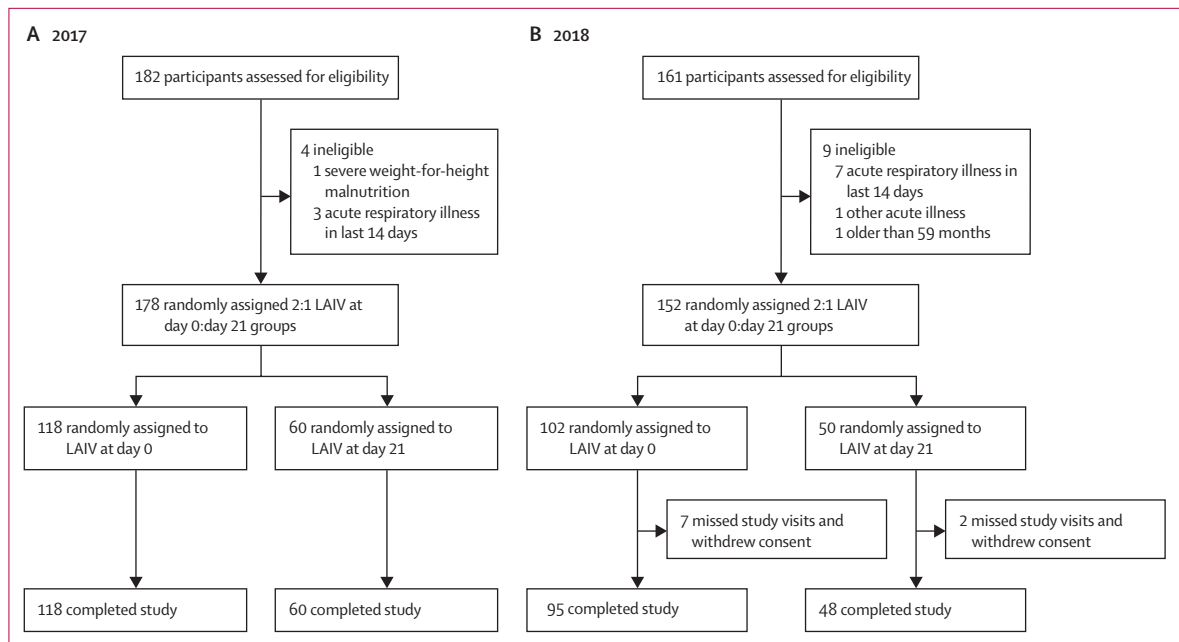 A 2017
182 participants assessed for eligibility
4 ineligible
1 severe weight-for-height
malnutrition
3 acute respiratory illness
in last 14 days
178 randomly assigned 2:1 LAIV at
day 0:day 21 groups
118 randomly assigned to
LAIV at day 0
60 randomly assigned to
LAIV at day 21
118 completed study
60 completed study
B 2018
161 participants assessed for eligibility
9 ineligible
7 acute respiratory illness in
last 14 days
1 other acute illness
1 older than 59 months
152 randomly assigned 2:1 LAIV
at day 0:day 21 groups
102 randomly assigned to
LAIV at day 0
50 randomly assigned to
LAIV at day 21
7 missed study visits and
withdrew consent
2 missed study visits and
withdrew consent
95 completed study
48 completed study